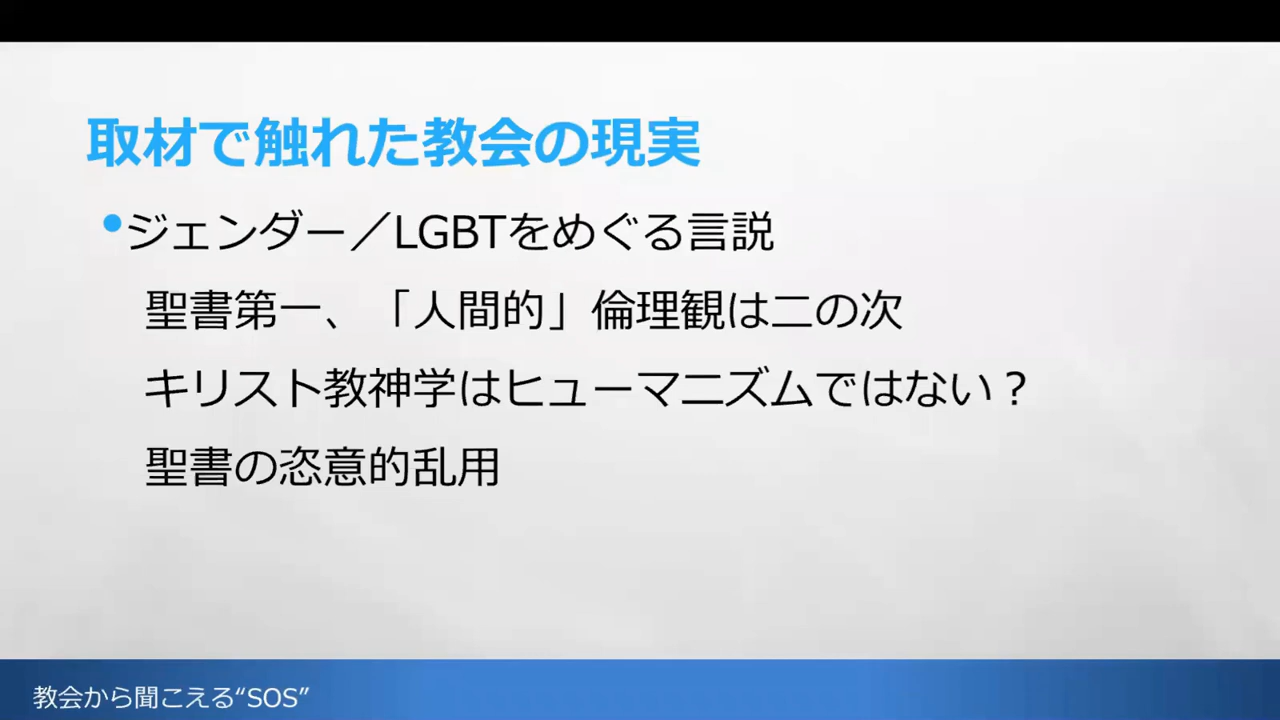 取材で触れた教会の現実
•ジェンダー／LGBTをめぐる言説
聖書第一、「人間的」倫理観は二の次
キリスト教神学はヒューマニズムではない？
聖書の恣意的乱用
教会から聞こえる“SOS”